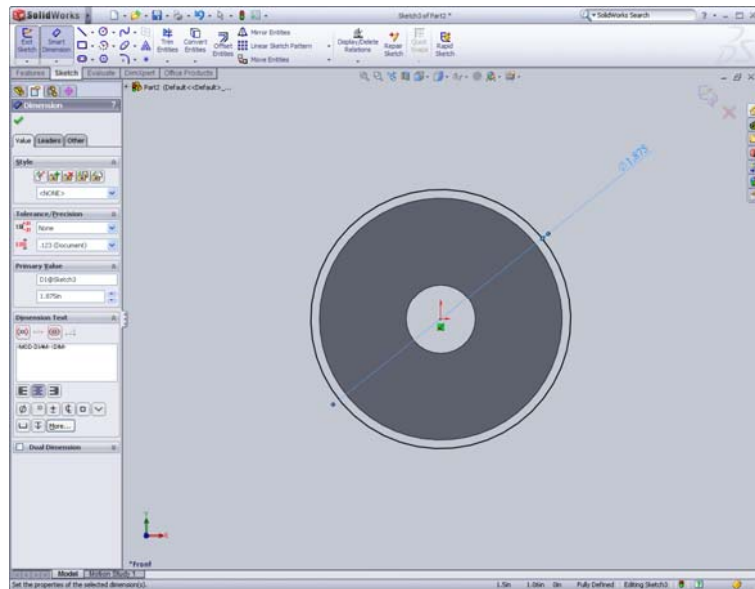 SolidWorks
Sketch3 of Part2 *
SolidWorks Search
Exit Sketch
Smart Dimension
Trim Entities
Convert Entities
Offset Entities
Mirror Entities
Linear Sketch Pattern
Move Entities
Display/Delete Relations
Repair Sketch
Quick Snaps
Rapid Sketch
Features Sketch Evaluate DimXpert Office Products
Part2 (Default<<Default>_...
Dimension
?
Value Leaders Other
Style
<NONE>
Tolerance/Precision
None
.123 (Document)
Primary Value
D1@Sketch3
1.875in
Dimension Text
<MOD-DIAM><DIM>
More...
Dual Dimension
∅1.875
Y
X
*Front
Model Motion Study 1
Set the properties of the selected dimension(s).
1.5in 1.06in 0in Fully Defined Editing Sketch3